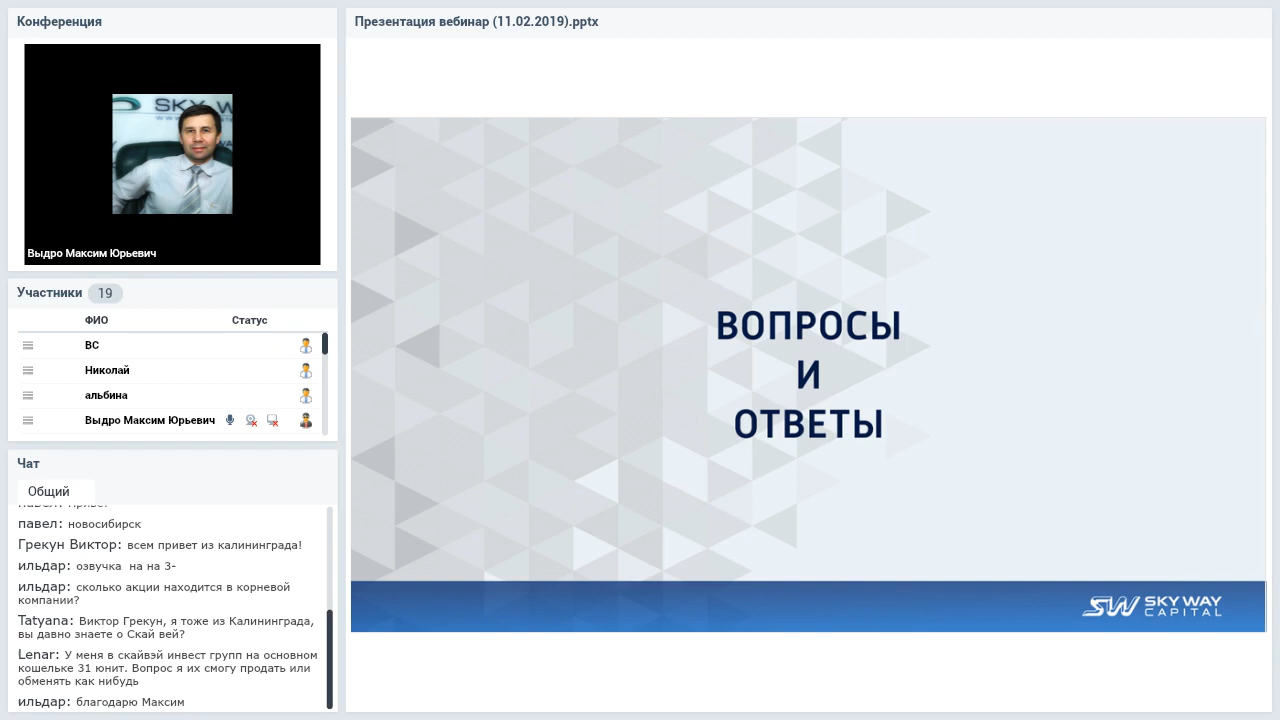 Конференция
SKY W
Выдро Максим Юрьевич
Участники 19
ФИО Статус
ВС
Николай
альбина
Выдро Максим Юрьевич
Чат
Общий
павел: новосибирск
Грекун Виктор: всем привет из калининграда!
ильдар: озвучка на на 3-
ильдар: сколько акции находится в корневой
компании?
Tatyana: Виктор Грекун, я тоже из Калининграда,
вы давно знаете о Скай вей?
Lenar: У меня в скайвэй инвест групп на основном
кошельке 31 юнит. Вопрос я их смогу продать или
обменять как нибудь
ильдар: благодарю Максим
Презентация вебинар (11.02.2019).pptx
ВОПРОСЫ
И
ОТВЕТЫ
SW SKY WAY
CAPITAL